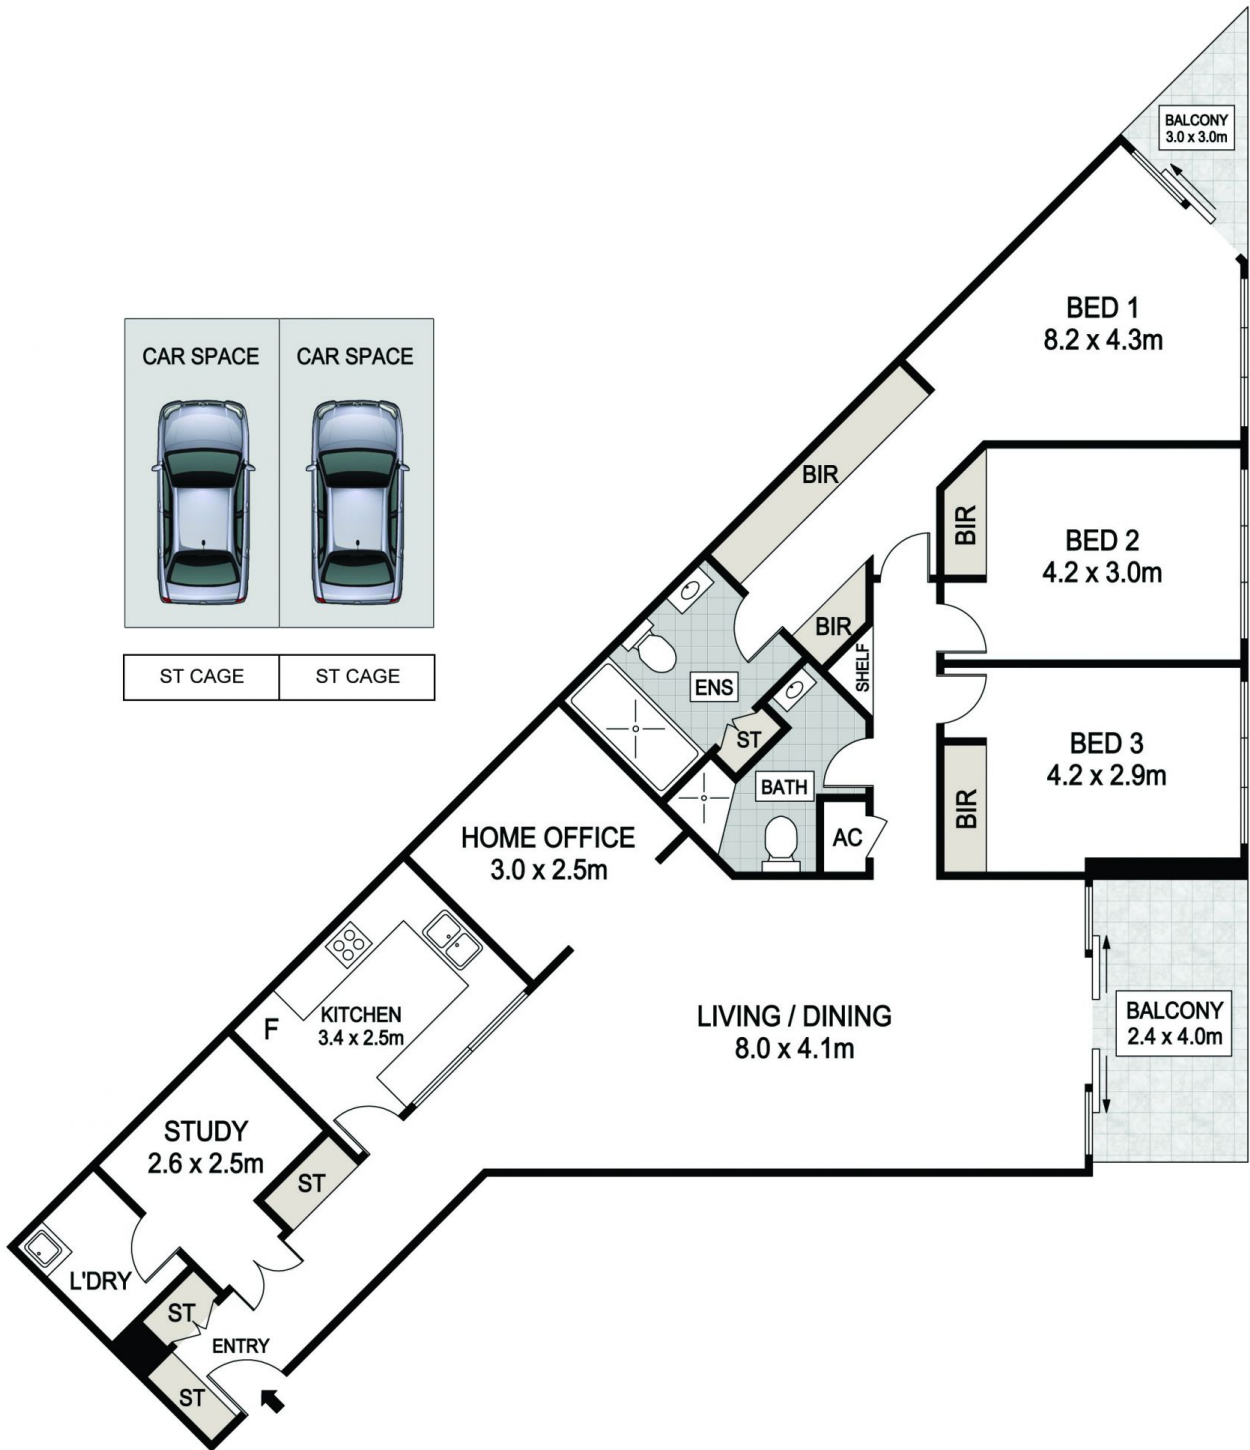 BALCONY
3.0 x 3.0m
BED 1
8.2 x 4.3m
CAR SPACE
CAR SPACE
BIR
BIR
BED 2
4.2 x 3.0m
BIR
SHELF
ST CAGE
ST CAGE
ENS
ST
BED 3
4.2 x 2.9m
BATH
BIR
AC
HOME OFFICE
3.0 x 2.5m
KITCHEN
3.4 x 2.5m
F
LIVING / DINING
8.0 x 4.1m
BALCONY
2.4 x 4.0m
STUDY
2.6 x 2.5m
ST
L'DRY
ST
ENTRY
ST